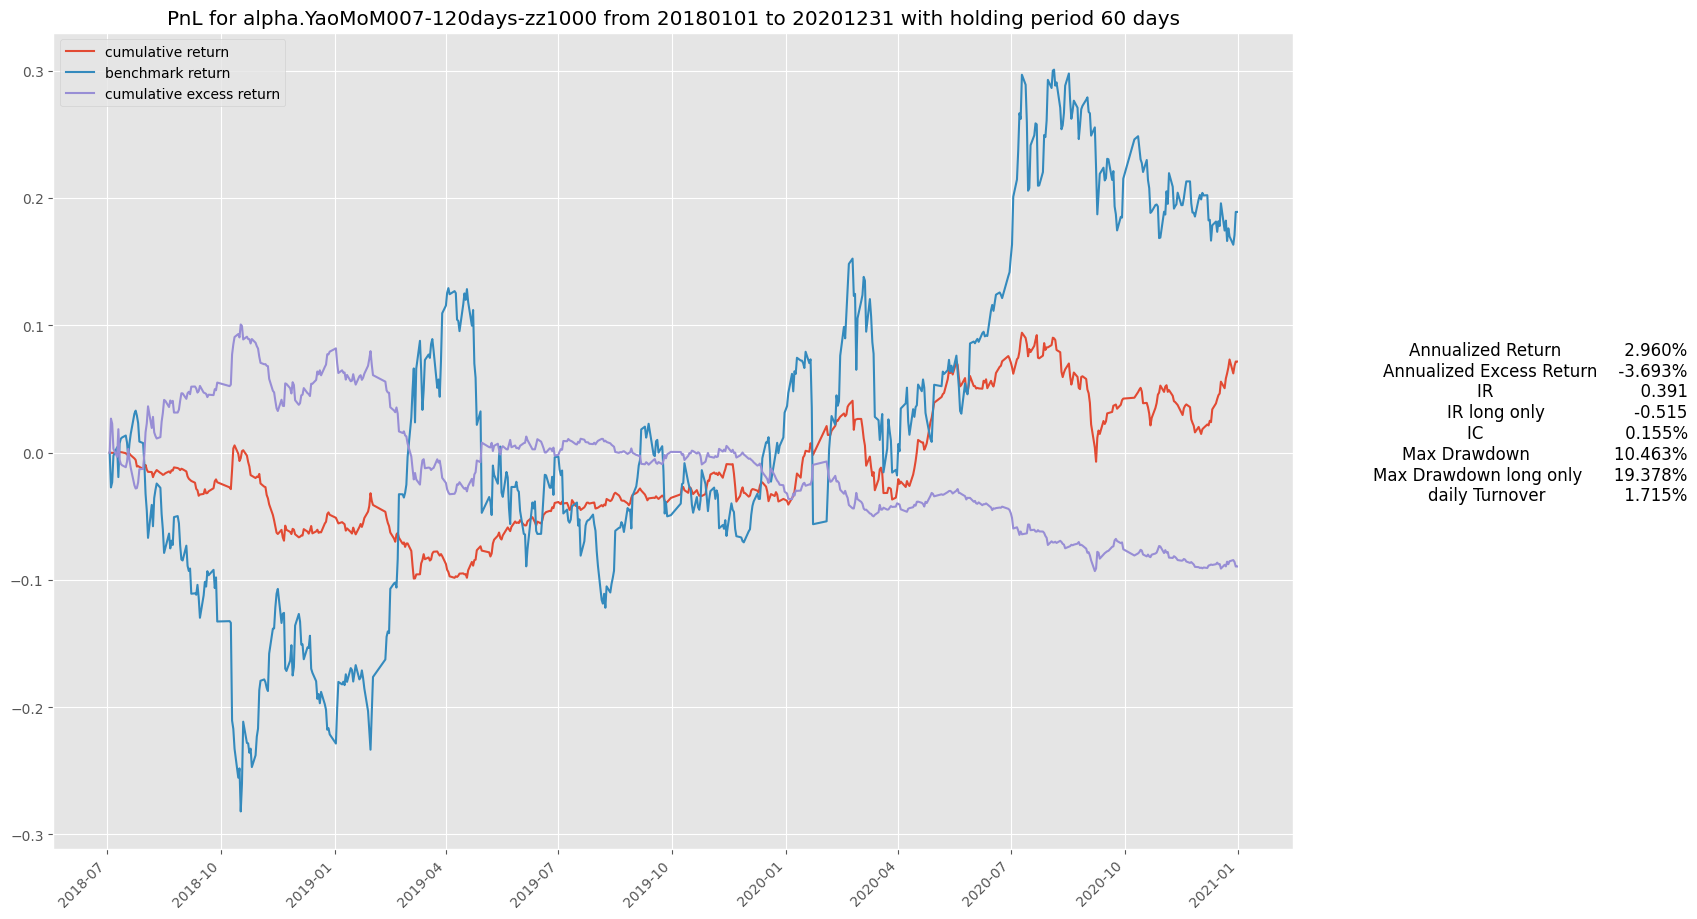 PnL for alpha.YaoMoM007-120days-zz1000 from 20180101 to 20201231 with holding period 60 days
cumulative return
benchmark return
cumulative excess return
0.3
0.2
0.1
0.0
−0.1
−0.2
−0.3
2018-07
2018-10
2019-01
2019-04
2019-07
2019-10
2020-01
2020-04
2020-07
2020-10
2021-01
Annualized Return 2.960%
Annualized Excess Return -3.693%
IR 0.391
IR long only -0.515
IC 0.155%
Max Drawdown 10.463%
Max Drawdown long only 19.378%
daily Turnover 1.715%